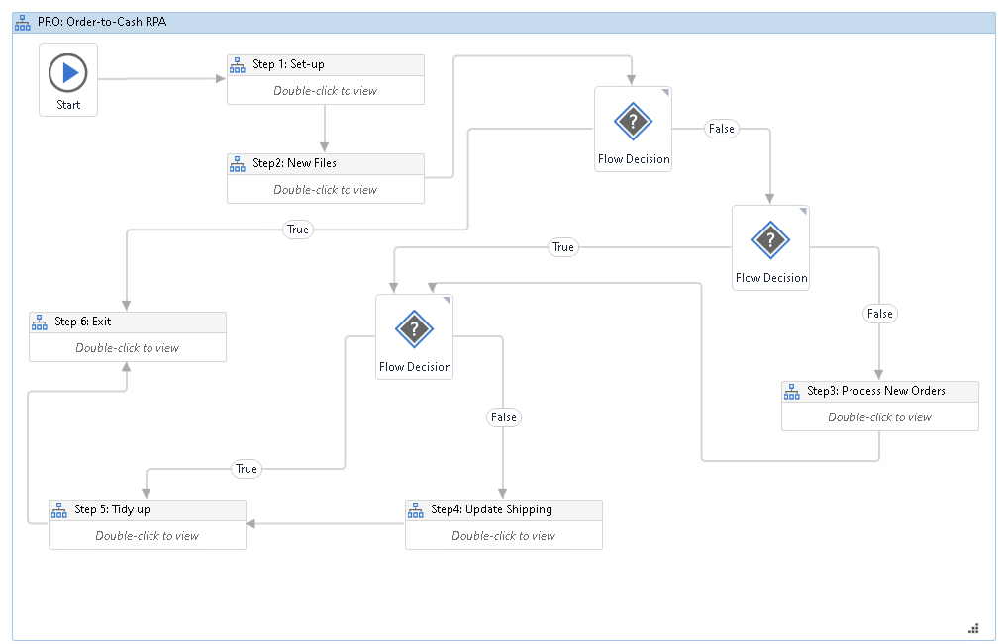 PRO: Order-to-Cash RPA
Start
Step 1: Set-up
Double-click to view
Step2: New Files
Double-click to view
Flow Decision
False
True
Flow Decision
True
False
Step 6: Exit
Double-click to view
Flow Decision
False
Step3: Process New Orders
Double-click to view
True
Step 5: Tidy up
Double-click to view
Step4: Update Shipping
Double-click to view